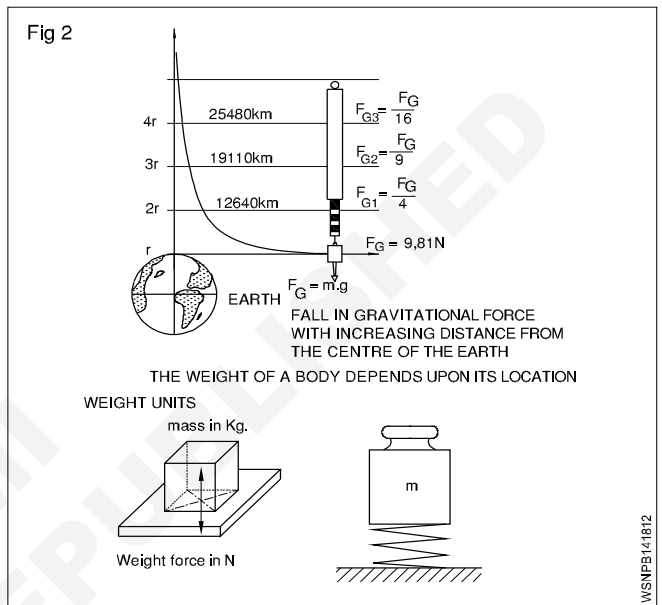 Fig 2
4r 25480km F_G3 = F_G/16
3r 19110km F_G2 = F_G/9
2r 12640km F_G1 = F_G/4
r F_G = 9,81N
EARTH F_G = m.g
FALL IN GRAVITATIONAL FORCE
WITH INCREASING DISTANCE FROM
THE CENTRE OF THE EARTH
THE WEIGHT OF A BODY DEPENDS UPON ITS LOCATION
WEIGHT UNITS
mass in Kg.
m
Weight force in N
WSNPB141812